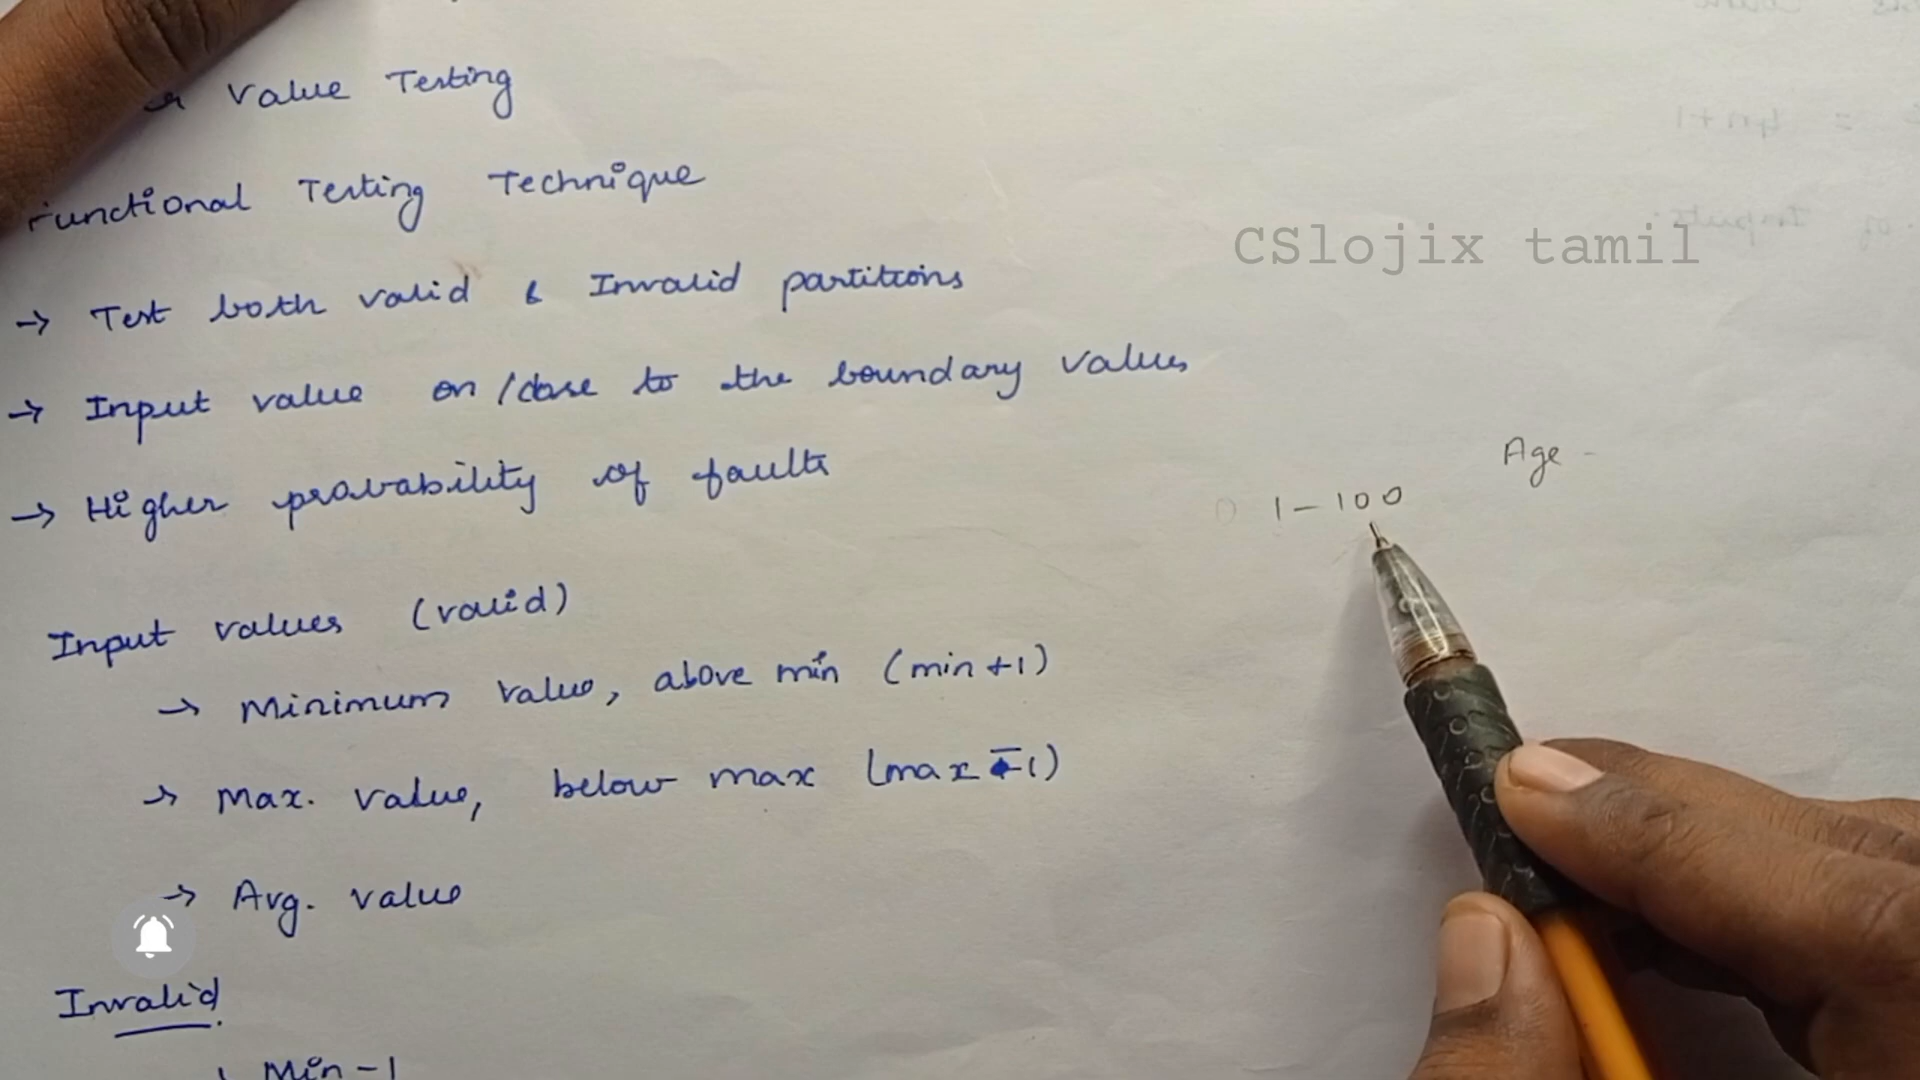 Value Testing
Functional Testing Technique
CSlojix tamil
→ Test both valid & Invalid partitions
→ Input value on/close to the boundary values
Age -
→ Higher probability of faults
0 1-100
Input values (valid)
→ Minimum value, above min (min+1)
→ Max. value, below max (max-1)
→ Avg. value
Invalid
Min-1